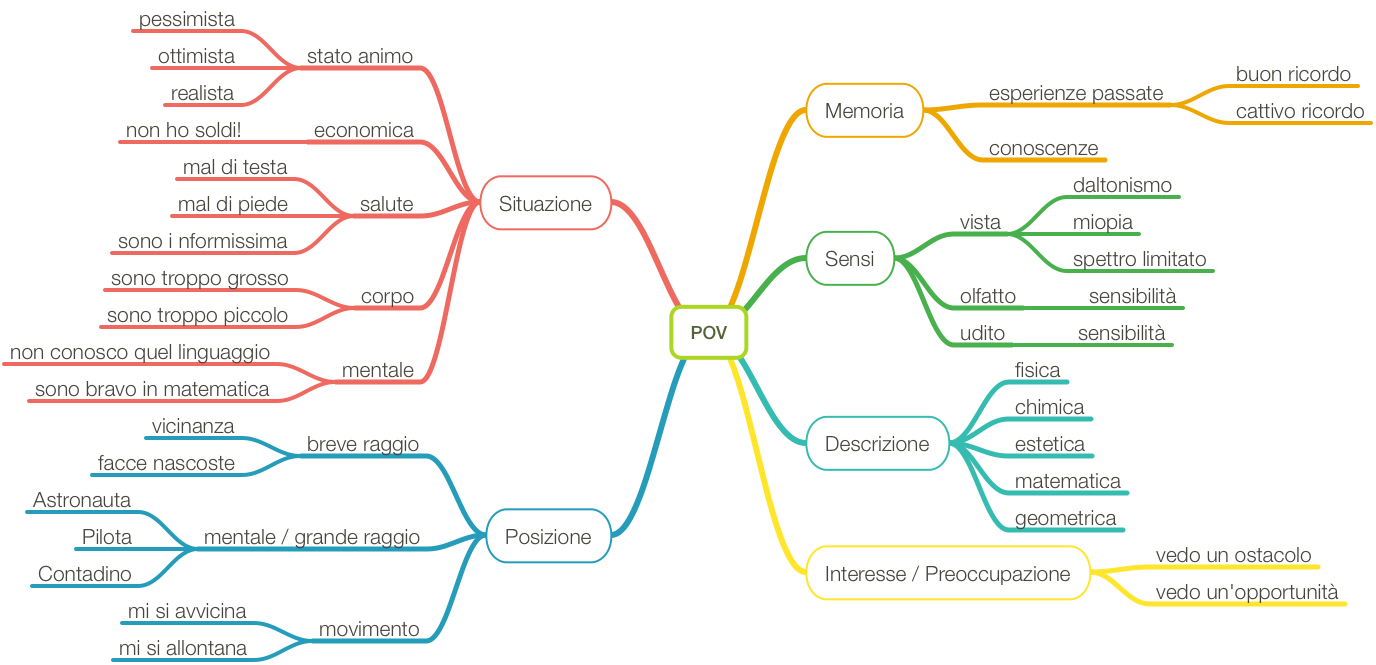 POV
Situazione
stato animo
pessimista
ottimista
realista
economica
non ho soldi!
salute
mal di testa
mal di piede
sono i nformissima
corpo
sono troppo grosso
sono troppo piccolo
mentale
non conosco quel linguaggio
sono bravo in matematica
Posizione
breve raggio
vicinanza
facce nascoste
mentale / grande raggio
Astronauta
Pilota
Contadino
movimento
mi si avvicina
mi si allontana
Memoria
esperienze passate
buon ricordo
cattivo ricordo
conoscenze
Sensi
vista
daltonismo
miopia
spettro limitato
olfatto
sensibilità
udito
sensibilità
Descrizione
fisica
chimica
estetica
matematica
geometrica
Interesse / Preoccupazione
vedo un ostacolo
vedo un'opportunità